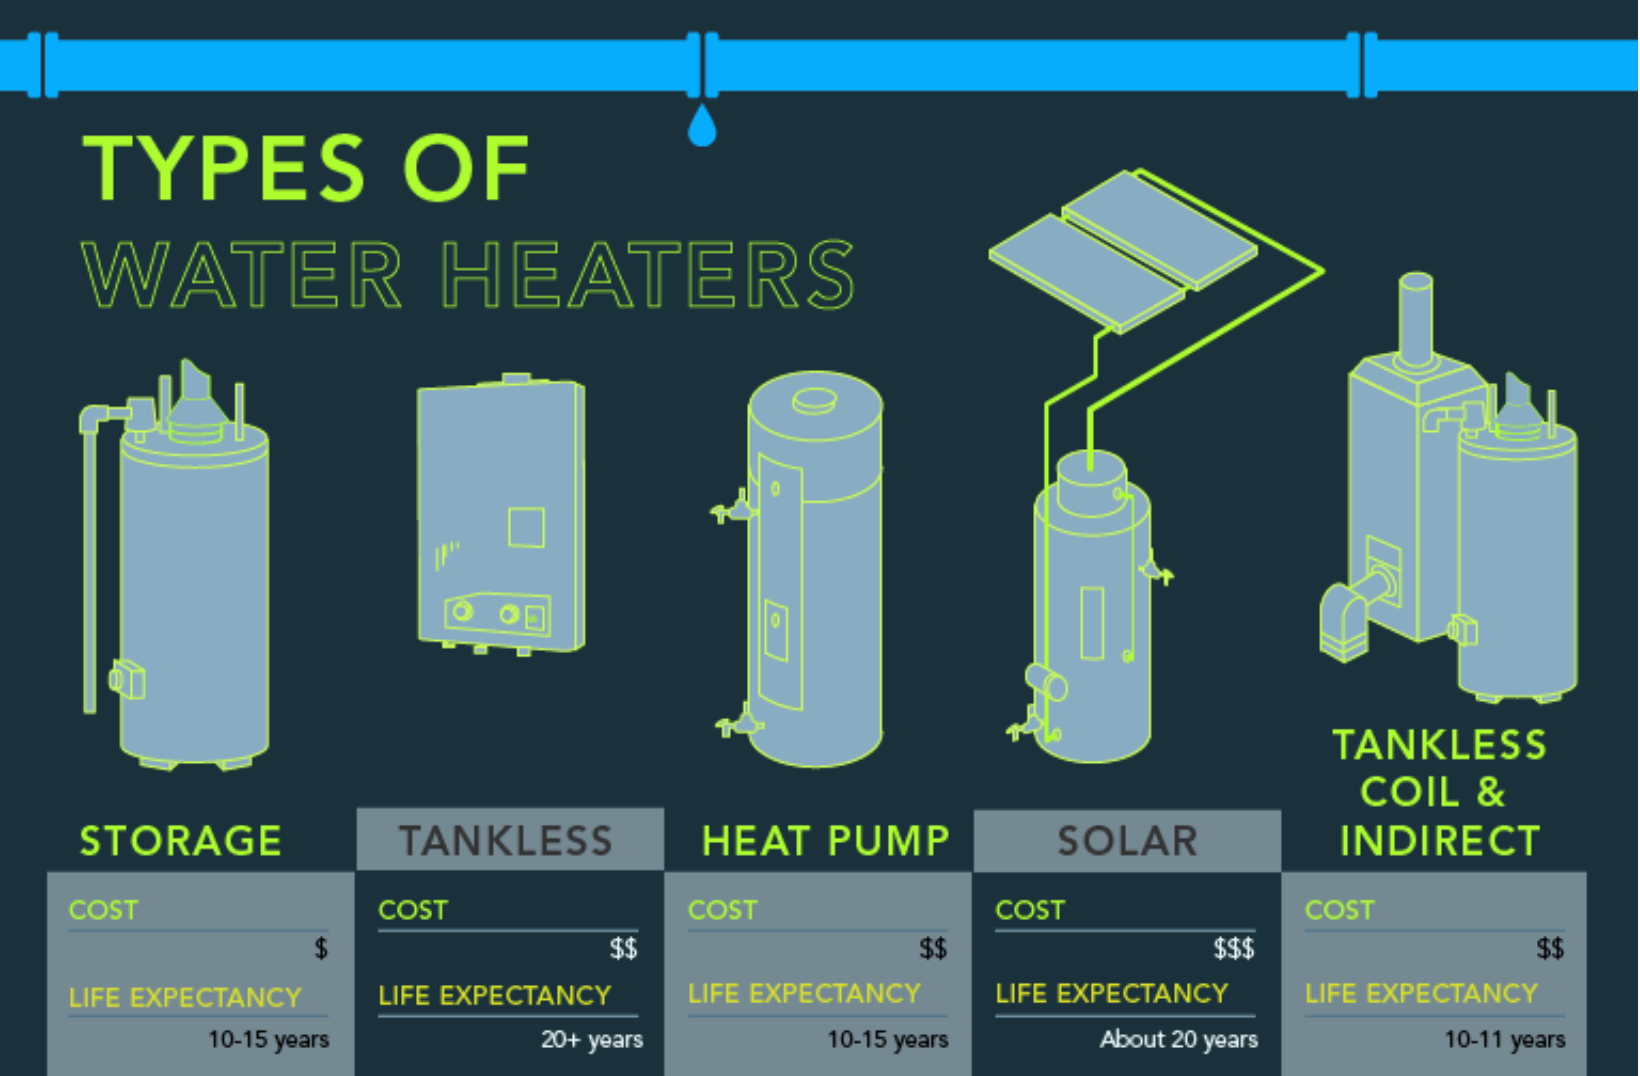 TYPES OF
WATER HEATERS
STORAGE
COST
$
LIFE EXPECTANCY
10-15 years
TANKLESS
COST
$$
LIFE EXPECTANCY
20+ years
HEAT PUMP
COST
$$
LIFE EXPECTANCY
10-15 years
SOLAR
COST
$$$
LIFE EXPECTANCY
About 20 years
TANKLESS
COIL &
INDIRECT
COST
$$
LIFE EXPECTANCY
10-11 years